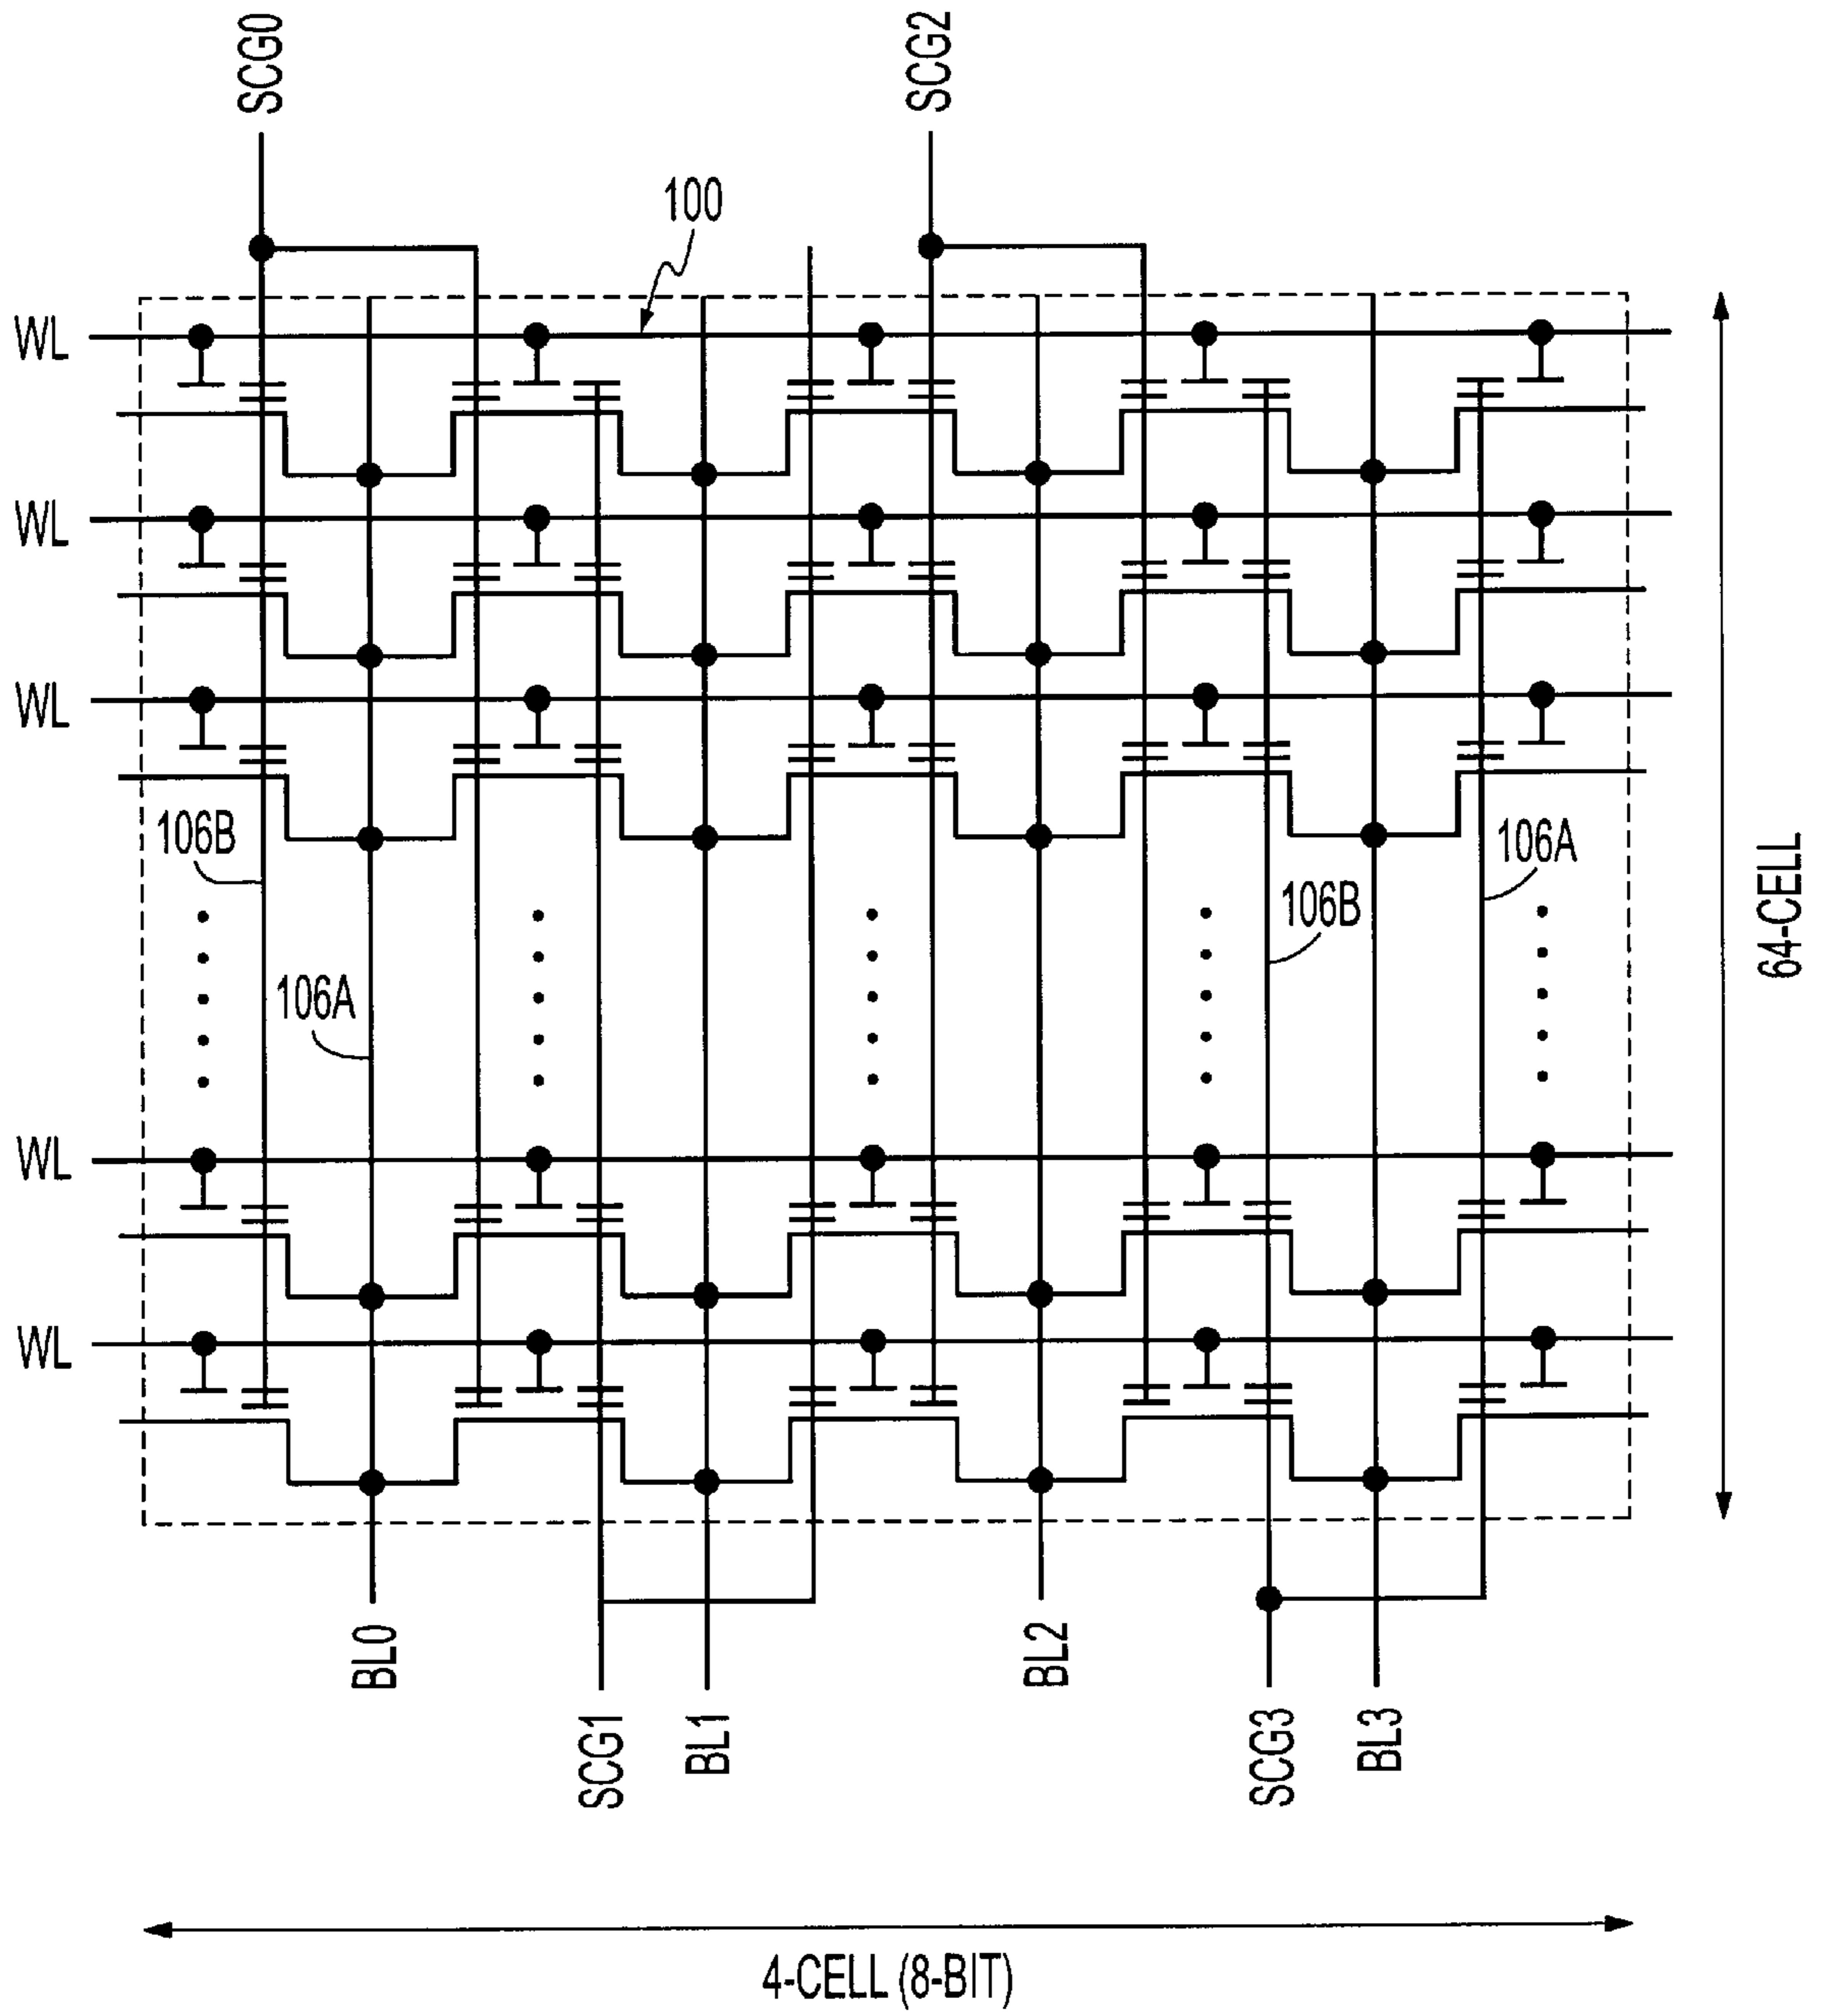 SCG0
SCG2
100
WL
WL
WL
106B
106A
106B
106A
64-CELL
WL
WL
BL0
SCG1
BL1
BL2
SCG3
BL3
4-CELL (8-BIT)